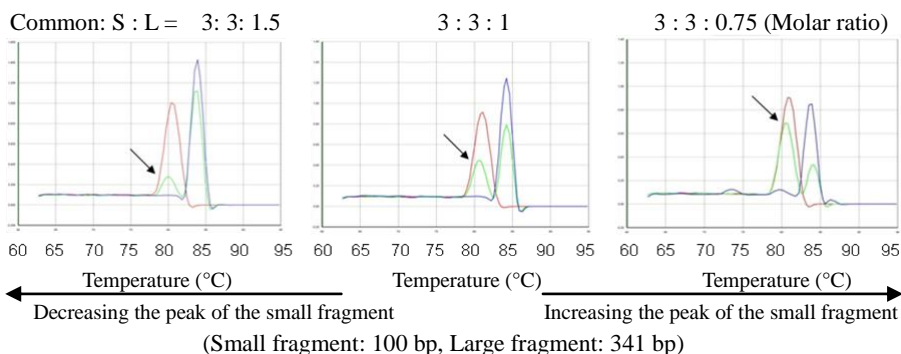 Common: S : L = 3: 3: 1.5 3 : 3 : 1 3 : 3 : 0.75 (Molar ratio)
60 65 70 75 80 85 90 95 60 65 70 75 80 85 90 95 60 65 70 75 80 85 90 95
Temperature (°C) Temperature (°C) Temperature (°C)
Decreasing the peak of the small fragment Increasing the peak of the small fragment
(Small fragment: 100 bp, Large fragment: 341 bp)